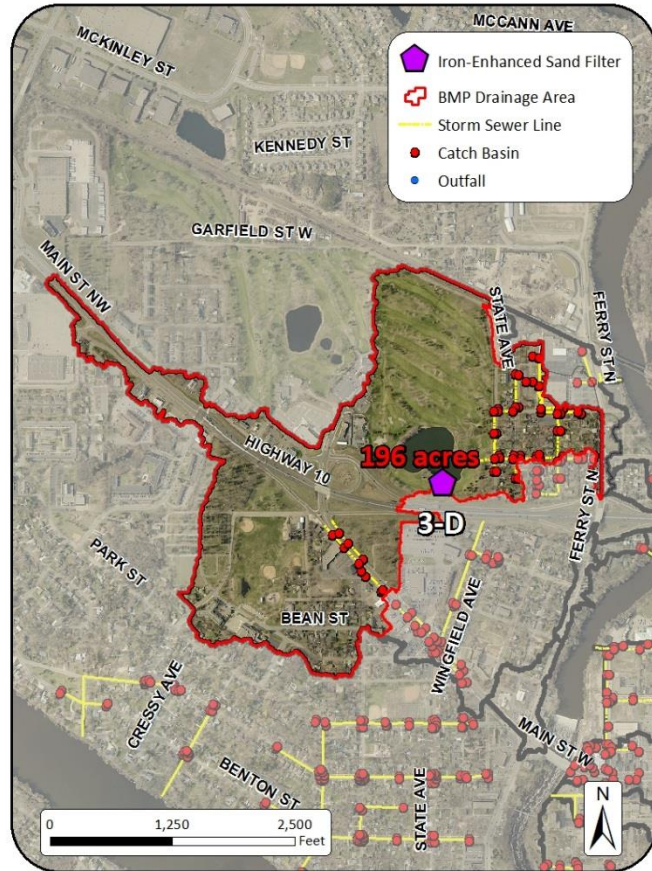 MCCANN AVE
MCKINLEY ST
Iron-Enhanced Sand Filter
BMP Drainage Area
Storm Sewer Line
Catch Basin
Outfall
KENNEDY ST
GARFIELD ST W
MAIN ST NW
STATE AVE
FERRY ST N
HIGHWAY 10
196 acres
3-D
FERRY ST N
PARK ST
BEAN ST
WINGFIELD AVE
CRESSY AVE
MAIN ST W
BENTON ST
STATE AVE
N
0 1,250 2,500
Feet